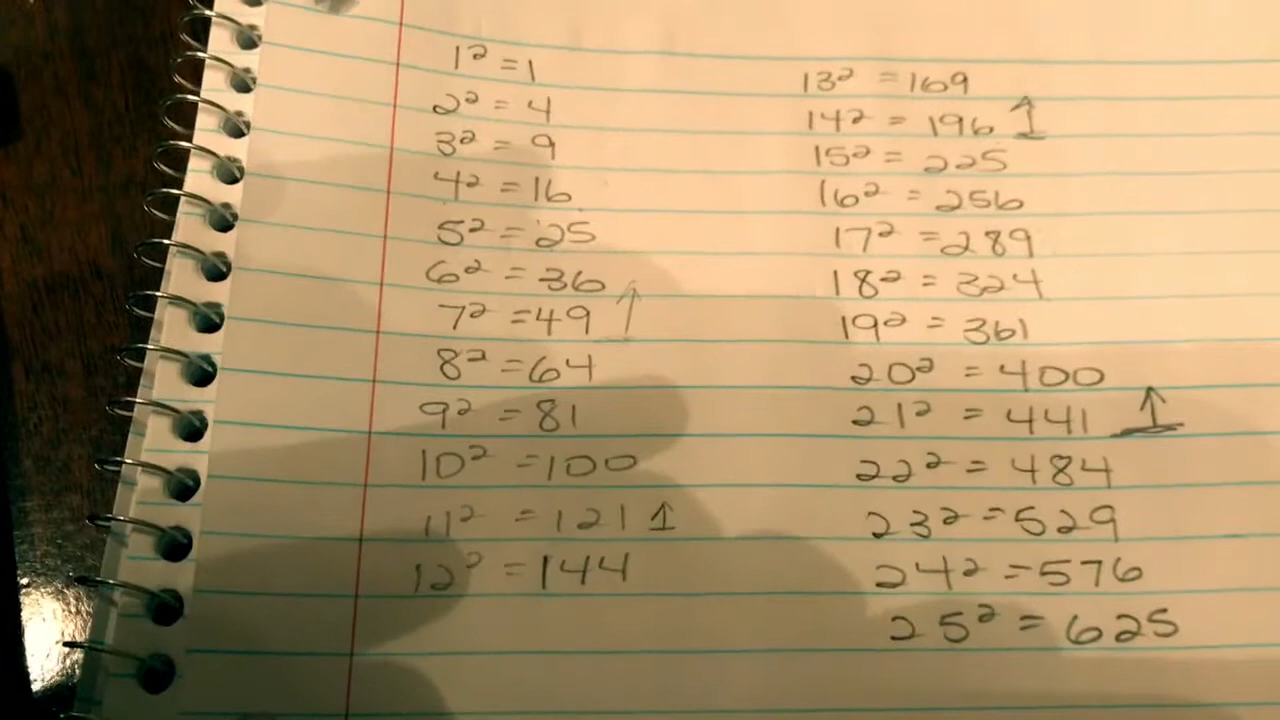 1² = 1
2² = 4
3² = 9
4² = 16
5² = 25
6² = 36
7² = 49 ↑
8² = 64
9² = 81
10² = 100
11² = 121 ↑
12² = 144
13² = 169
14² = 196 ↑
15² = 225
16² = 256
17² = 289
18² = 324
19² = 361
20² = 400
21² = 441 ↑
22² = 484
23² = 529
24² = 576
25² = 625